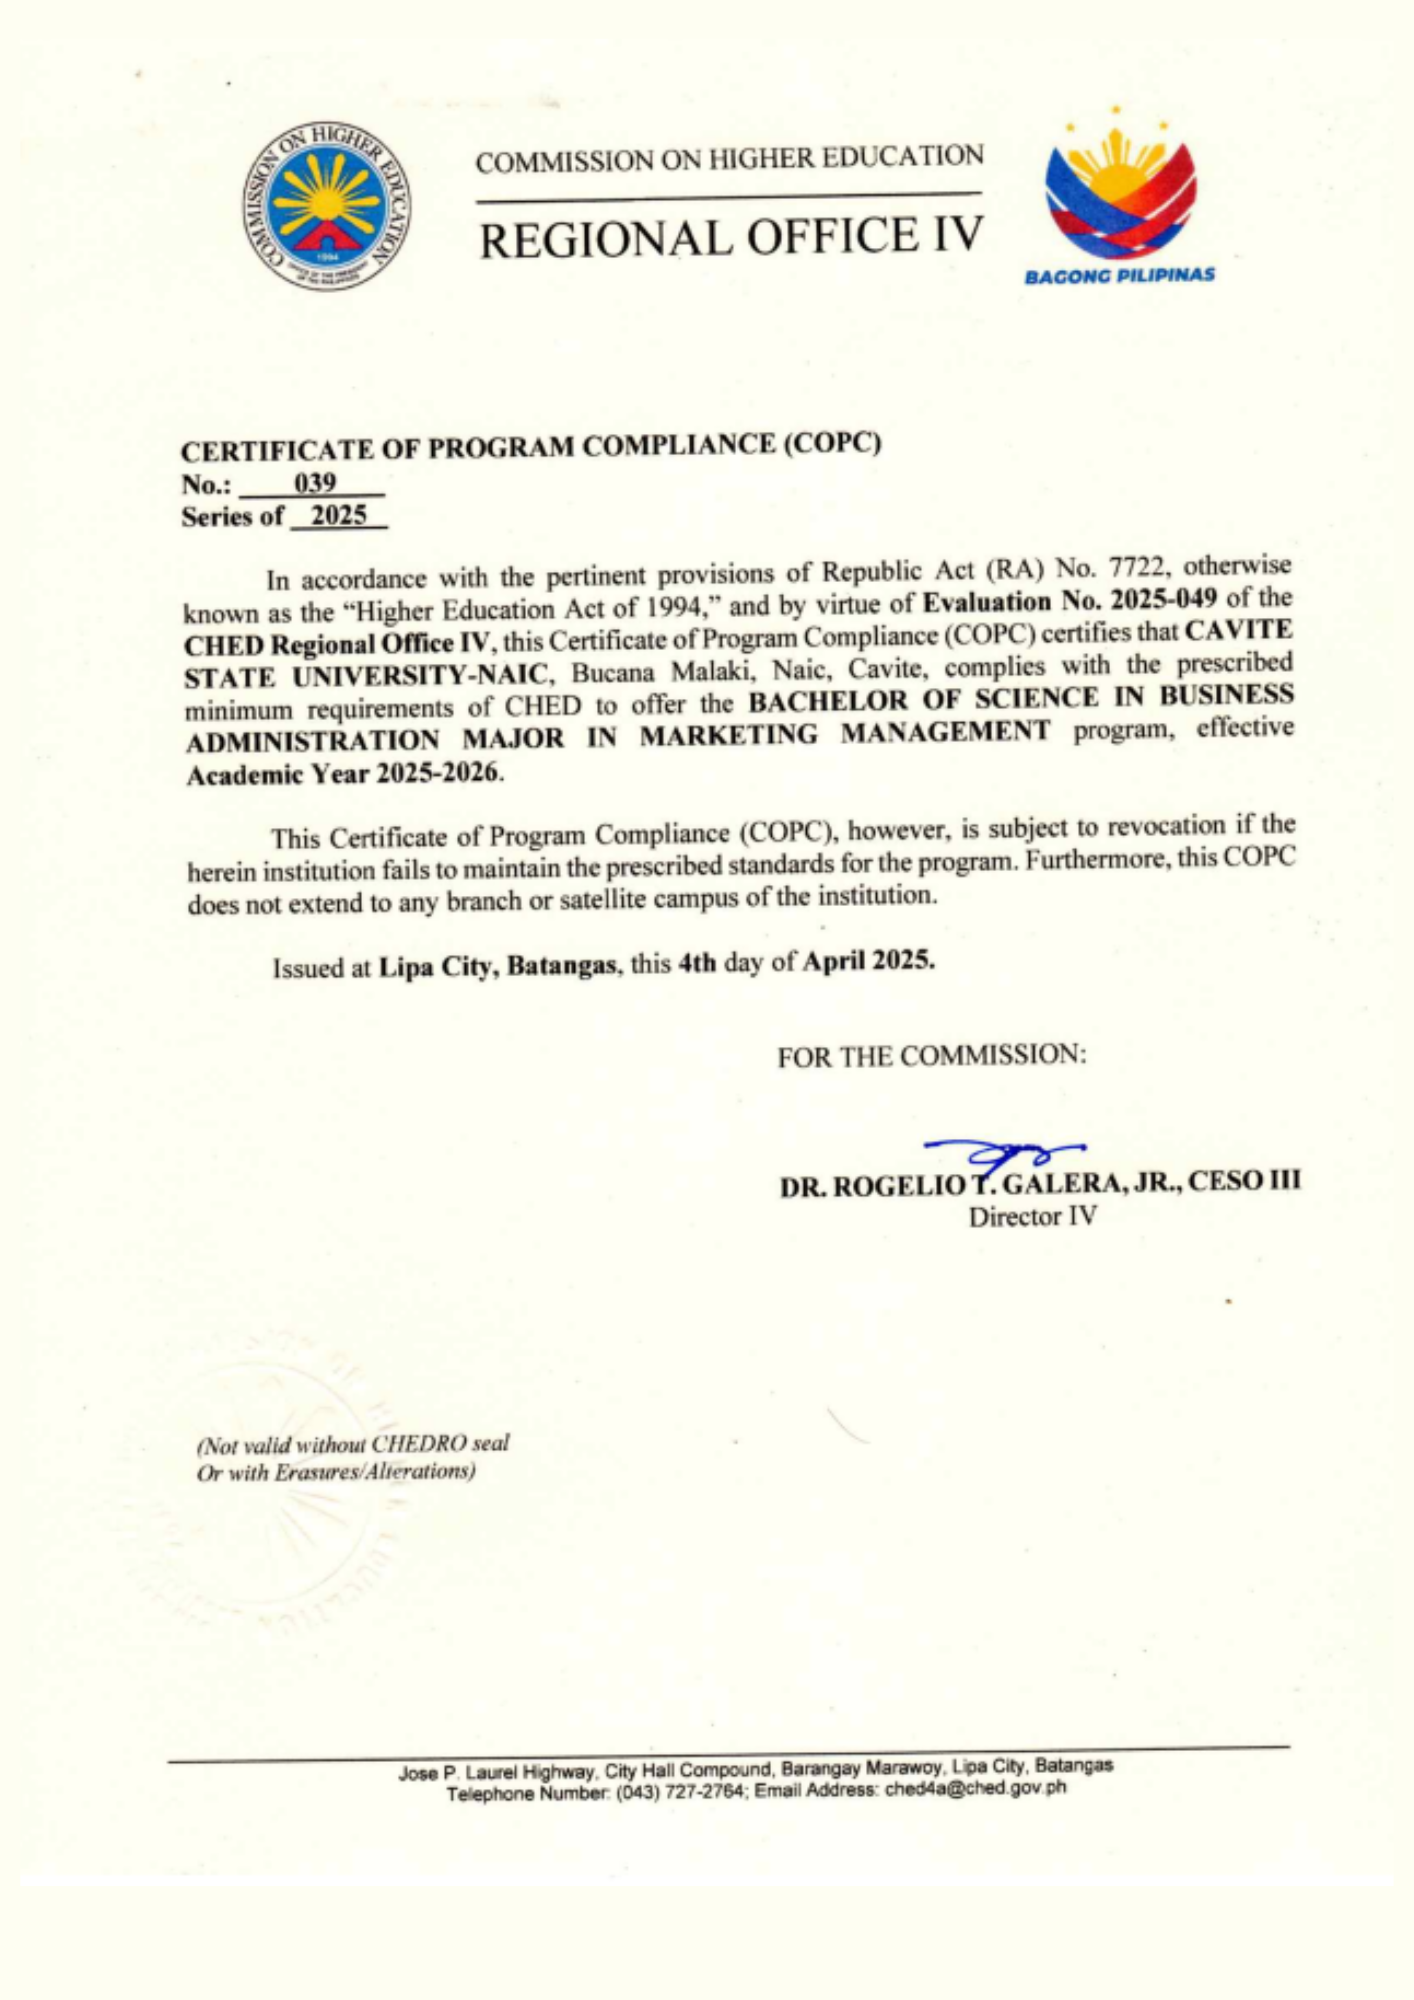 COMMISSION ON HIGHER EDUCATION
1994
OFFICE OF THE PRESIDENT
OF THE PHILIPPINES
COMMISSION ON HIGHER EDUCATION
REGIONAL OFFICE IV
BAGONG PILIPINAS
CERTIFICATE OF PROGRAM COMPLIANCE (COPC)
No.: 039
Series of 2025
In accordance with the pertinent provisions of Republic Act (RA) No. 7722, otherwise
known as the “Higher Education Act of 1994,” and by virtue of Evaluation No. 2025-049 of the
CHED Regional Office IV, this Certificate of Program Compliance (COPC) certifies that CAVITE
STATE UNIVERSITY-NAIC, Bucana Malaki, Naic, Cavite, complies with the prescribed
minimum requirements of CHED to offer the BACHELOR OF SCIENCE IN BUSINESS
ADMINISTRATION MAJOR IN MARKETING MANAGEMENT program, effective
Academic Year 2025-2026.
This Certificate of Program Compliance (COPC), however, is subject to revocation if the
herein institution fails to maintain the prescribed standards for the program. Furthermore, this COPC
does not extend to any branch or satellite campus of the institution.
Issued at Lipa City, Batangas, this 4th day of April 2025.
FOR THE COMMISSION:
DR. ROGELIO T. GALERA, JR., CESO III
Director IV
(Not valid without CHEDRO seal
Or with Erasures/Alterations)
Jose P. Laurel Highway, City Hall Compound, Barangay Marawoy, Lipa City, Batangas
Telephone Number: (043) 727-2764; Email Address: ched4a@ched.gov.ph